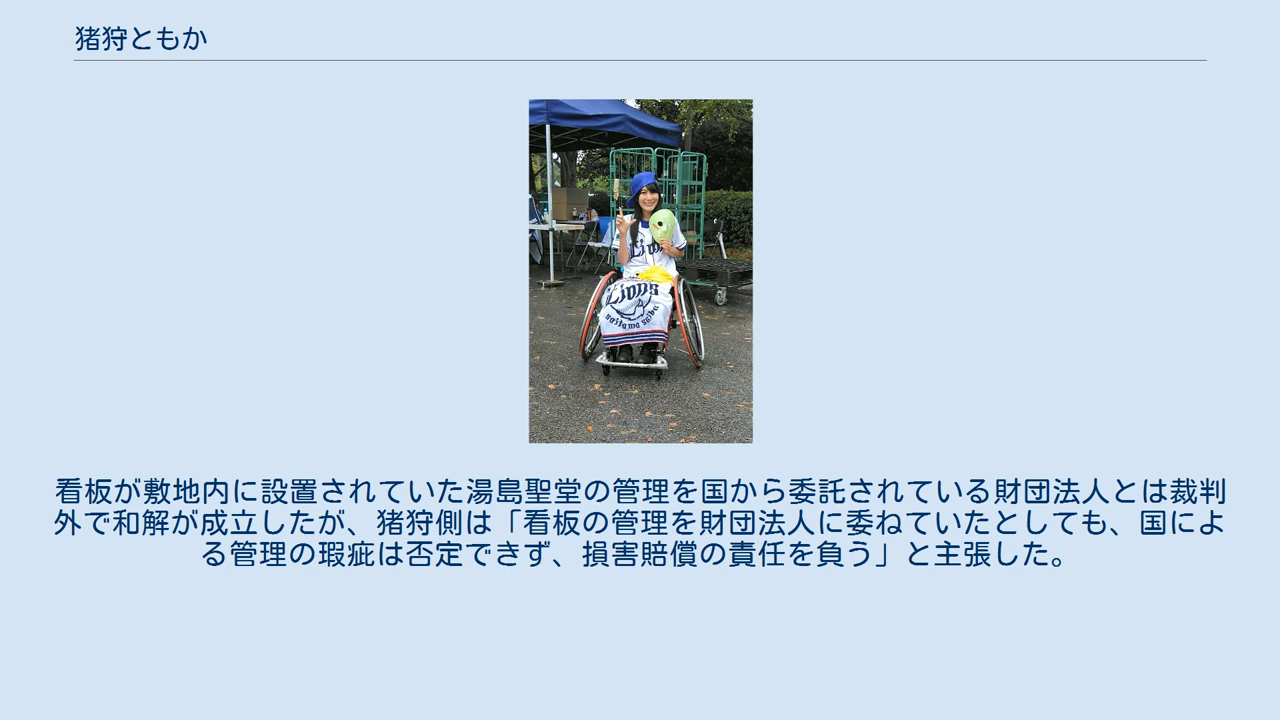 猪狩ともか
Lions
Lions
saitama seibu
看板が敷地内に設置されていた湯島聖堂の管理を国から委託されている財団法人とは裁判
外で和解が成立したが、猪狩側は「看板の管理を財団法人に委ねていたとしても、国によ
る管理の瑕疵は否定できず、損害賠償の責任を負う」と主張した。